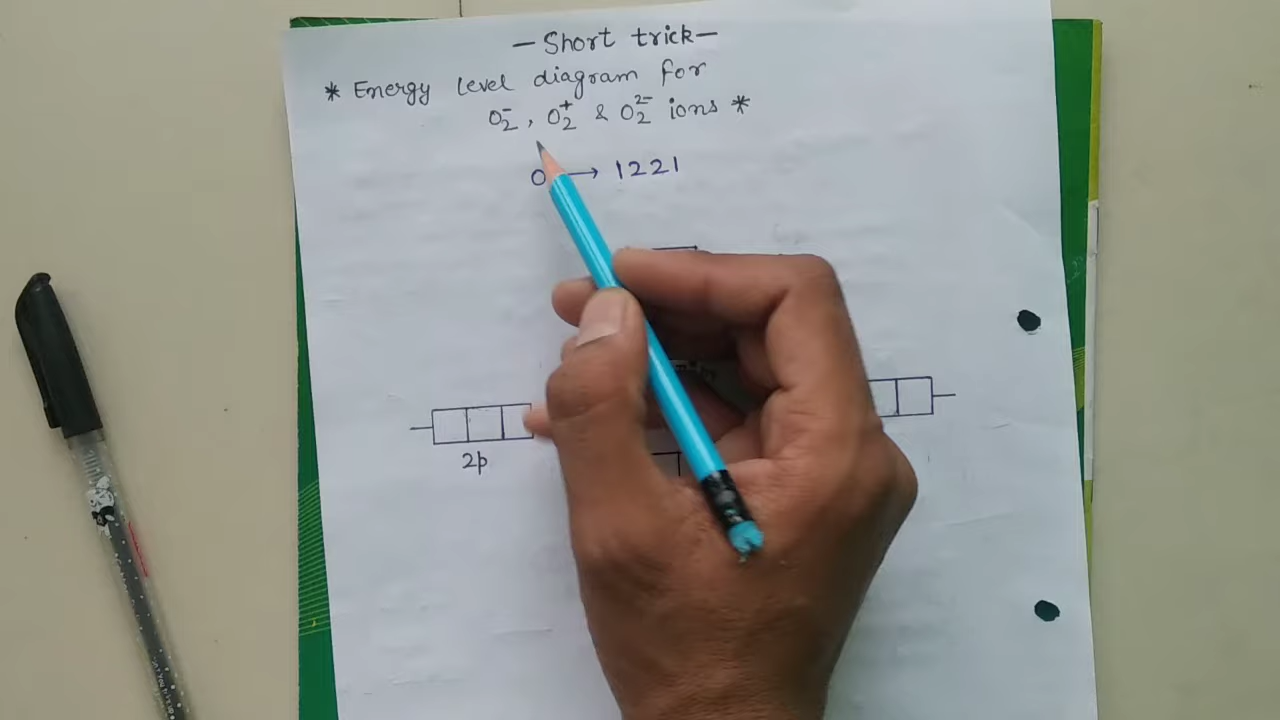 — Short trick —
* Energy level diagram for
O₂⁻, O₂⁺ & O₂²⁻ ions *
O → 1221
2p